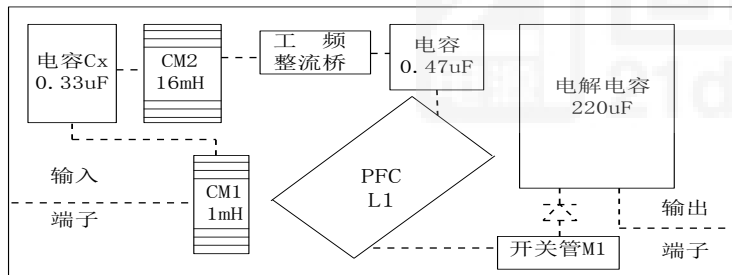 电容Cx
0.33uF
CM2
16mH
工 频
整流桥
电容
0.47uF
电解电容
220uF
PFC
L1
CM1
1mH
输入
端子
开关管M1
输出
端子